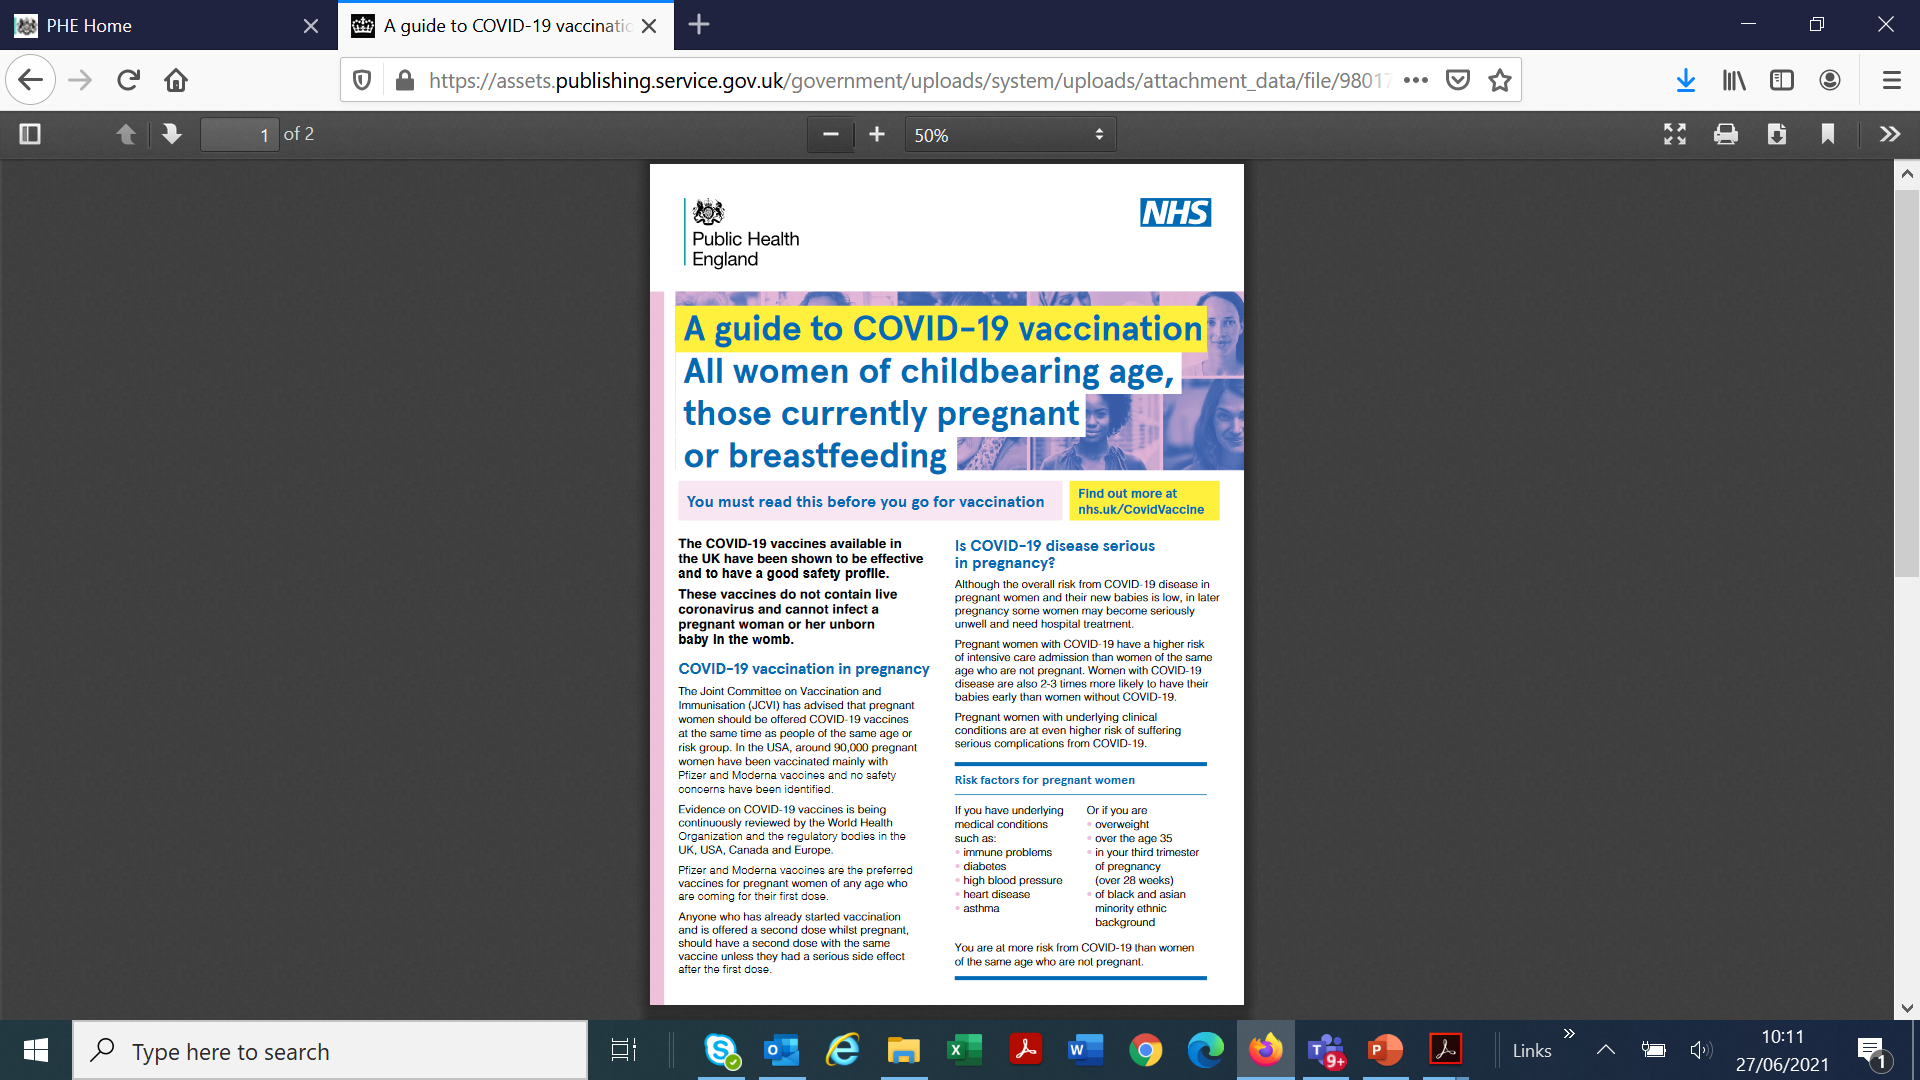 PHE Home
A guide to COVID-19 vaccinatio
https://assets.publishing.service.gov.uk/government/uploads/system/uploads/attachment_data/file/98017
1 of 2
50%
Public Health
England
NHS
A guide to COVID-19 vaccination
All women of childbearing age,
those currently pregnant
or breastfeeding
You must read this before you go for vaccination
Find out more at
nhs.uk/CovidVaccine
The COVID-19 vaccines available in
the UK have been shown to be effective
and to have a good safety profile.
These vaccines do not contain live
coronavirus and cannot infect a
pregnant woman or her unborn
baby in the womb.
COVID-19 vaccination in pregnancy
The Joint Committee on Vaccination and
Immunisation (JCVI) has advised that pregnant
women should be offered COVID-19 vaccines
at the same time as people of the same age or
risk group. In the USA, around 90,000 pregnant
women have been vaccinated mainly with
Pfizer and Moderna vaccines and no safety
concerns have been identified.
Evidence on COVID-19 vaccines is being
continuously reviewed by the World Health
Organization and the regulatory bodies in the
UK, USA, Canada and Europe.
Pfizer and Moderna vaccines are the preferred
vaccines for pregnant women of any age who
are coming for their first dose.
Anyone who has already started vaccination
and is offered a second dose whilst pregnant,
should have a second dose with the same
vaccine unless they had a serious side effect
after the first dose.
Is COVID-19 disease serious
in pregnancy?
Although the overall risk from COVID-19 disease in
pregnant women and their new babies is low, in later
pregnancy some women may become seriously
unwell and need hospital treatment.
Pregnant women with COVID-19 have a higher risk
of intensive care admission than women of the same
age who are not pregnant. Women with COVID-19
disease are also 2-3 times more likely to have their
babies early than women without COVID-19.
Pregnant women with underlying clinical
conditions are at even higher risk of suffering
serious complications from COVID-19.
Risk factors for pregnant women
If you have underlying
medical conditions
such as:
• immune problems
• diabetes
• high blood pressure
• heart disease
• asthma
Or if you are
• overweight
• over the age 35
• in your third trimester
of pregnancy
(over 28 weeks)
• of black and asian
minority ethnic
background
You are at more risk from COVID-19 than women
of the same age who are not pregnant.
Type here to search
9+
Links
10:11
27/06/2021
1